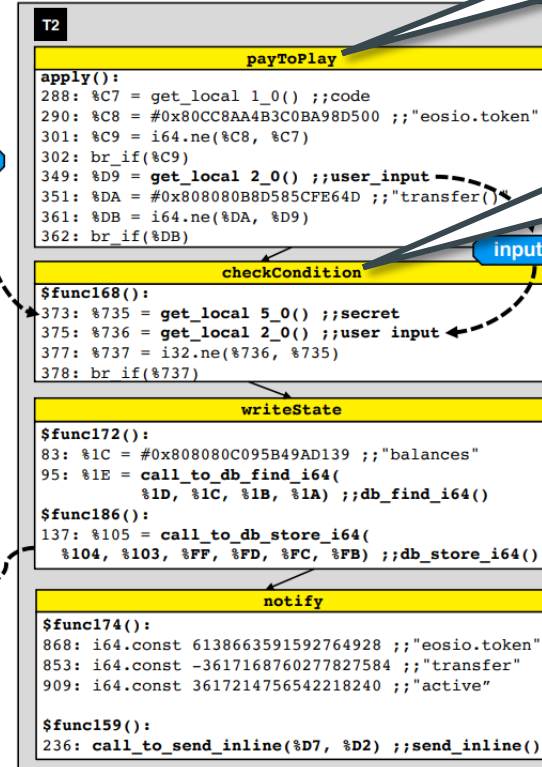 T2
payToPlay
apply():
288: %C7 = get_local 1_0() ;;code
290: %C8 = #0x80CC8AA4B3C0BA98D500 ;;"eosio.token"
301: %C9 = i64.ne(%C8, %C7)
302: br_if(%C9)
349: %D9 = get_local 2_0() ;;user_input
351: %DA = #0x808080B8D585CFE64D ;;"transfer()"
361: %DB = i64.ne(%DA, %D9)
362: br_if(%DB)
input
checkCondition
$func168():
373: %735 = get_local 5_0() ;;secret
375: %736 = get_local 2_0() ;;user input
377: %737 = i32.ne(%736, %735)
378: br_if(%737)
writeState
$func172():
83: %1C = #0x808080C095B49AD139 ;;"balances"
95: %1E = call_to_db_find_i64(
%1D, %1C, %1B, %1A) ;;db_find_i64()
$func186():
137: %105 = call_to_db_store_i64(
%104, %103, %FF, %FD, %FC, %FB) ;;db_store_i64()
notify
$func174():
868: i64.const 6138663591592764928 ;;"eosio.token"
853: i64.const -3617168760277827584 ;;"transfer"
909: i64.const 3617214756542218240 ;;"active"
$func159():
236: call_to_send_inline(%D7, %D2) ;;send_inline()